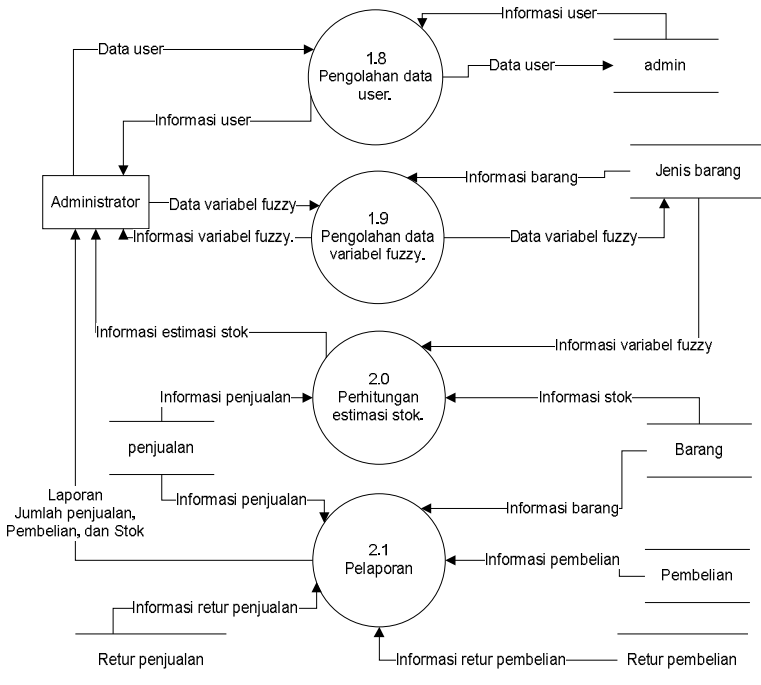 Informasi user
Data user
1.8
Pengolahan data
user.
Data user
admin
Informasi user
Jenis barang
Informasi barang
Administrator
Data variabel fuzzy
1.9
Pengolahan data
variabel fuzzy.
Informasi variabel fuzzy.
Data variabel fuzzy
Informasi estimasi stok
Informasi variabel fuzzy
2.0
Perhitungan
estimasi stok.
Informasi penjualan
Informasi stok
penjualan
Barang
Informasi penjualan
Laporan
Jumlah penjualan,
Pembelian, dan Stok
Informasi barang
2.1
Pelaporan
Informasi pembelian
Pembelian
Informasi retur penjualan
Retur penjualan
Informasi retur pembelian
Retur pembelian